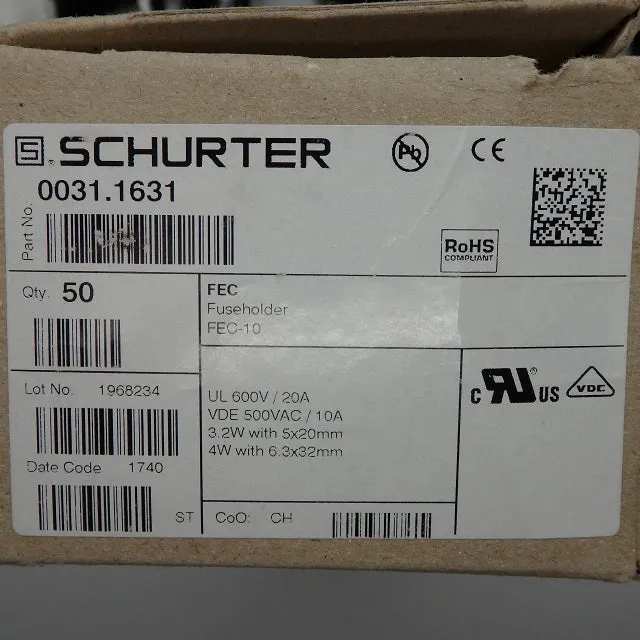 SCHURTER
Part No. 0031.1631
Pb
CE
RoHS
COMPLIANT
Qty. 50
FEC
Fuseholder
FEC-10
Lot No. 1968234
UL 600V / 20A
VDE 500VAC / 10A
3.2W with 5x20mm
4W with 6.3x32mm
c RU US
VDE
Date Code 1740
ST
CoO: CH